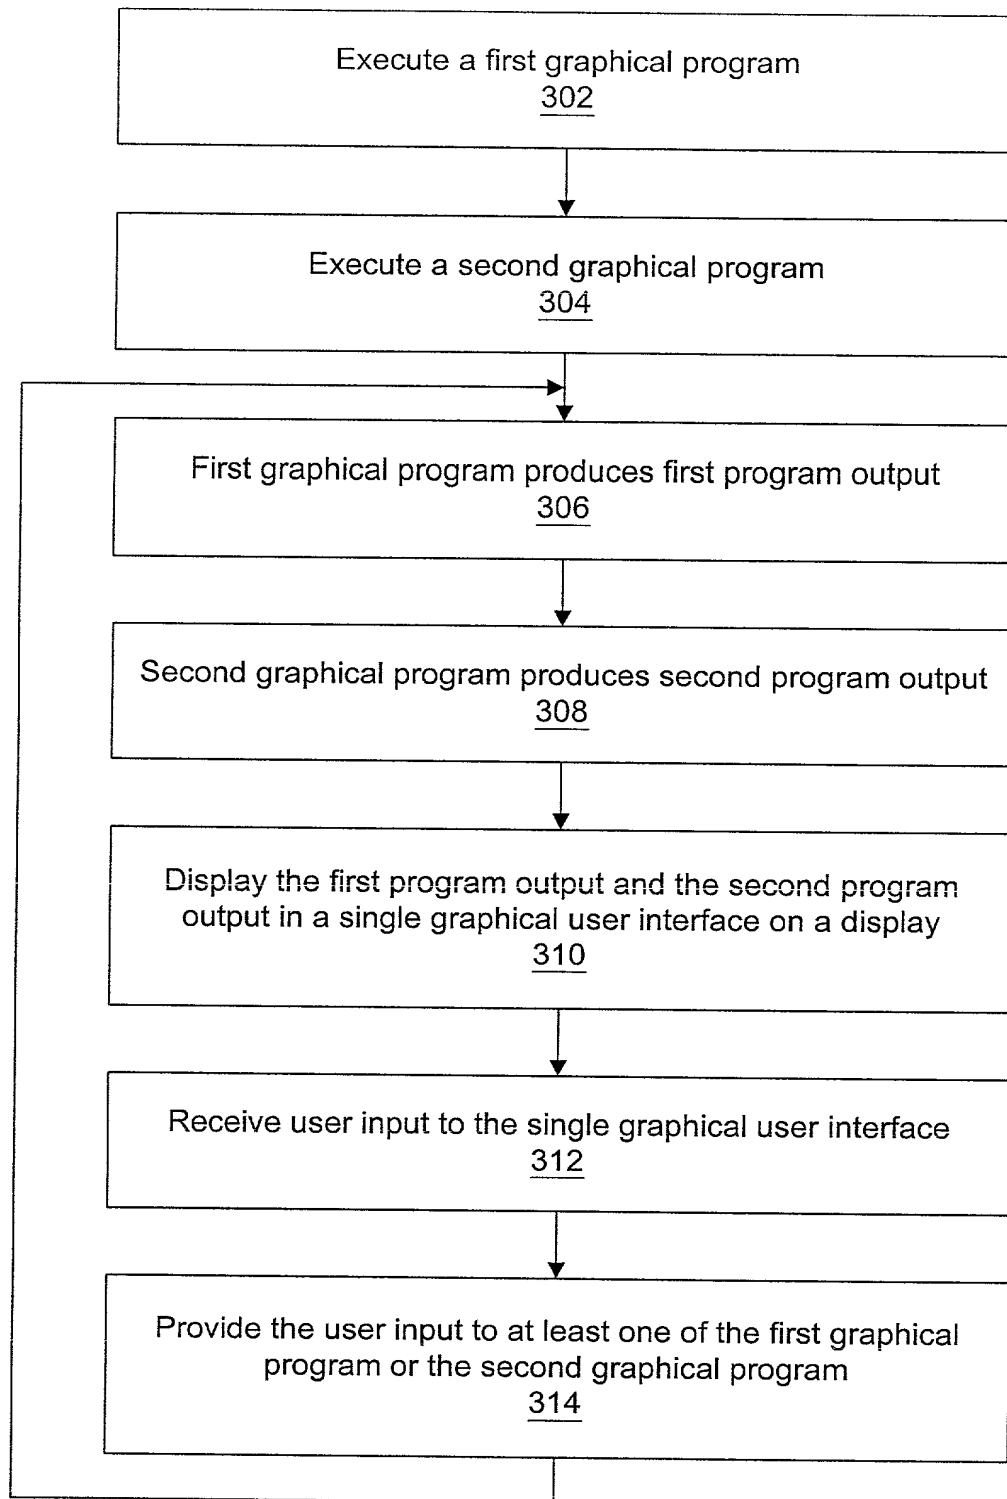 Execute a first graphical program
302
Execute a second graphical program
304
First graphical program produces first program output
306
Second graphical program produces second program output
308
Display the first program output and the second program
output in a single graphical user interface on a display
310
Receive user input to the single graphical user interface
312
Provide the user input to at least one of the first graphical
program or the second graphical program
314